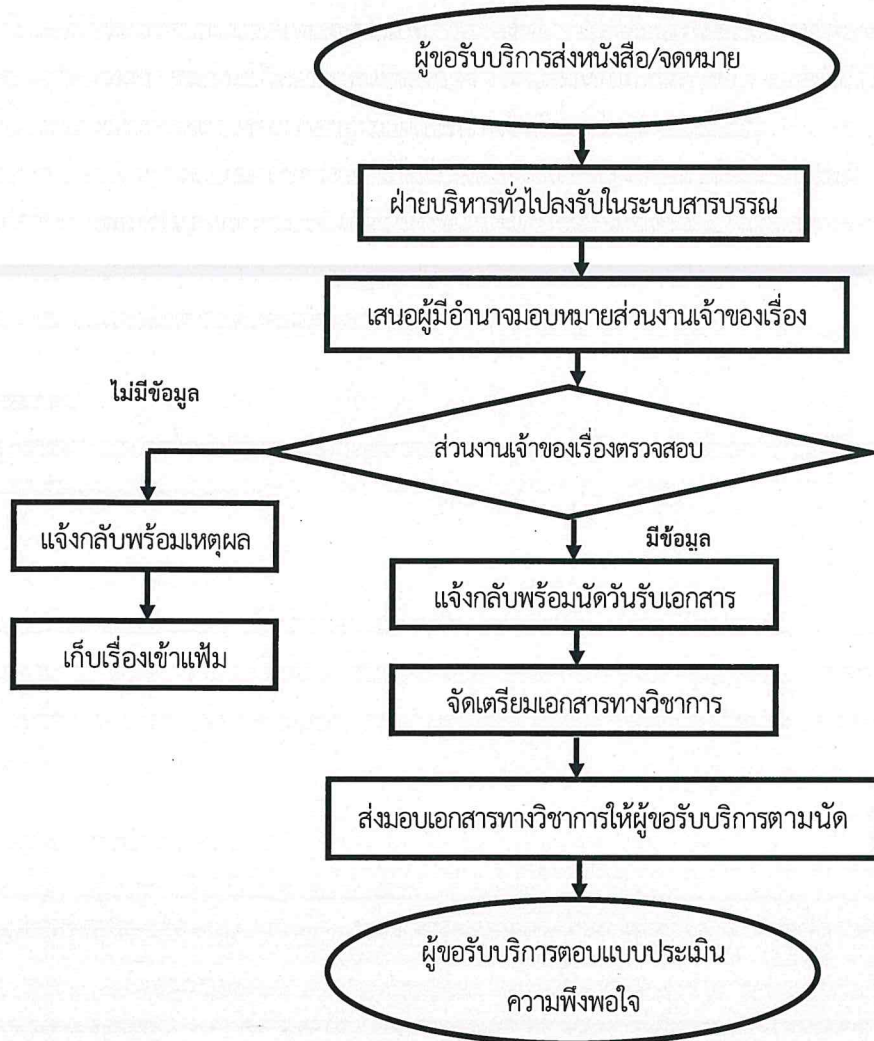 ผู้ขอรับบริการส่งหนังสือ/จดหมาย
ฝ่ายบริหารทั่วไปลงรับในระบบสารบรรณ
เสนอผู้มีอำนาจมอบหมายส่วนงานเจ้าของเรื่อง
ไม่มีข้อมูล
ส่วนงานเจ้าของเรื่องตรวจสอบ
มีข้อมูล
แจ้งกลับพร้อมเหตุผล
แจ้งกลับพร้อมนัดวันรับเอกสาร
เก็บเรื่องเข้าแฟ้ม
จัดเตรียมเอกสารทางวิชาการ
ส่งมอบเอกสารทางวิชาการให้ผู้ขอรับบริการตามนัด
ผู้ขอรับบริการตอบแบบประเมิน
ความพึงพอใจ